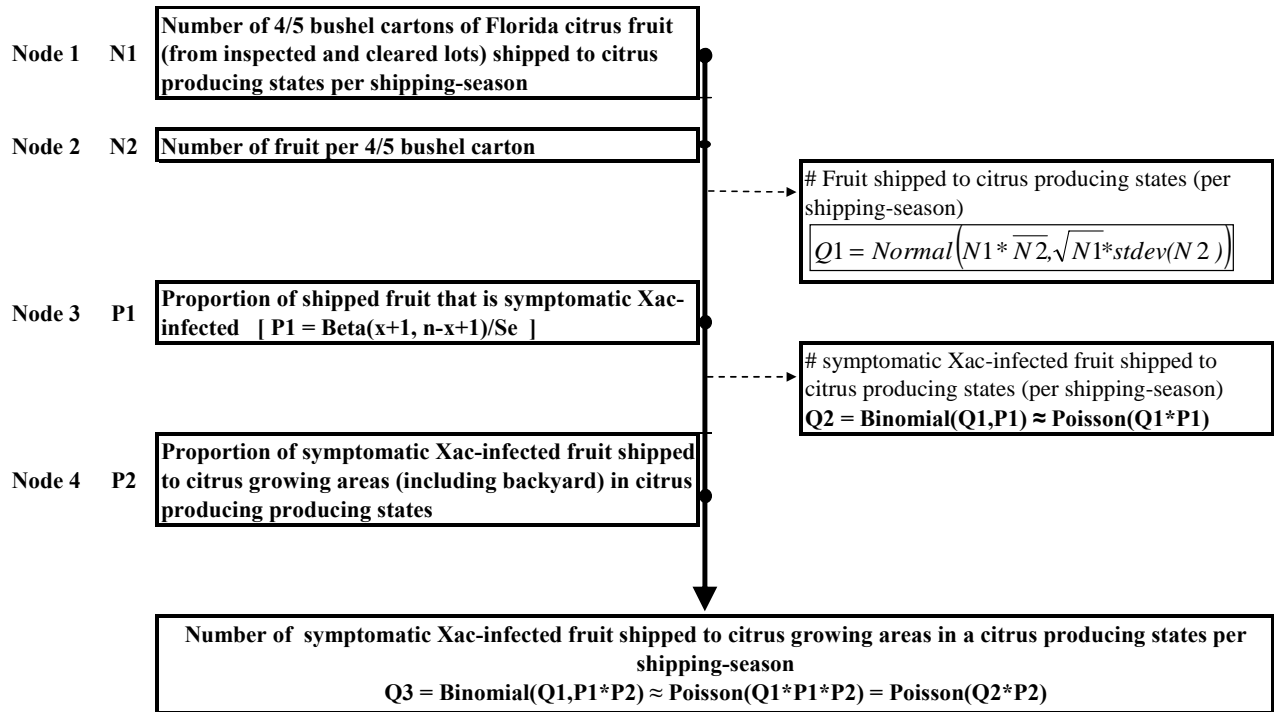 Node 1 N1 Number of 4/5 bushel cartons of Florida citrus fruit
(from inspected and cleared lots) shipped to citrus
producing states per shipping-season
Node 2 N2 Number of fruit per 4/5 bushel carton
# Fruit shipped to citrus producing states (per
shipping-season)
Q1 = Normal(N1* \overline{N2}, √N1*stdev(N2))
Node 3 P1 Proportion of shipped fruit that is symptomatic Xac-
infected [ P1 = Beta(x+1, n-x+1)/Se ]
# symptomatic Xac-infected fruit shipped to
citrus producing states (per shipping-season)
Q2 = Binomial(Q1,P1) ≈ Poisson(Q1*P1)
Node 4 P2 Proportion of symptomatic Xac-infected fruit shipped
to citrus growing areas (including backyard) in citrus
producing producing states
Number of symptomatic Xac-infected fruit shipped to citrus growing areas in a citrus producing states per
shipping-season
Q3 = Binomial(Q1,P1*P2) ≈ Poisson(Q1*P1*P2) = Poisson(Q2*P2)